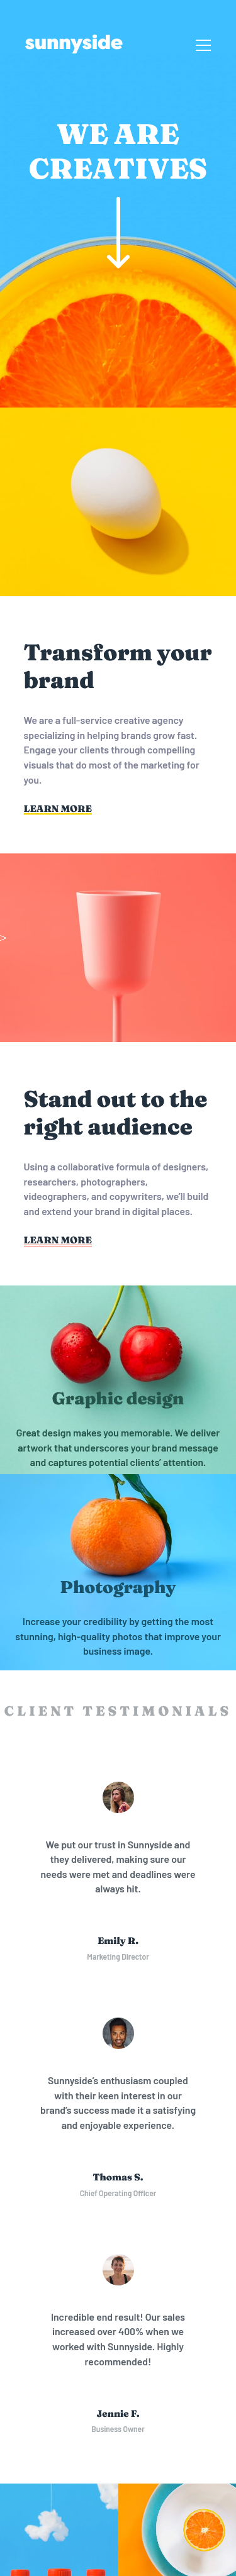 sunnyside
WE ARE
CREATIVES
Transform your
brand
We are a full-service creative agency
specializing in helping brands grow fast.
Engage your clients through compelling
visuals that do most of the marketing for
you.
LEARN MORE
>
Stand out to the
right audience
Using a collaborative formula of designers,
researchers, photographers,
videographers, and copywriters, we'll build
and extend your brand in digital places.
LEARN MORE
Graphic design
Great design makes you memorable. We deliver
artwork that underscores your brand message
and captures potential clients' attention.
Photography
Increase your credibility by getting the most
stunning, high-quality photos that improve your
business image.
CLIENT TESTIMONIALS
We put our trust in Sunnyside and
they delivered, making sure our
needs were met and deadlines were
always hit.
Emily R.
Marketing Director
Sunnyside's enthusiasm coupled
with their keen interest in our
brand's success made it a satisfying
and enjoyable experience.
Thomas S.
Chief Operating Officer
Incredible end result! Our sales
increased over 400% when we
worked with Sunnyside. Highly
recommended!
Jennie F.
Business Owner